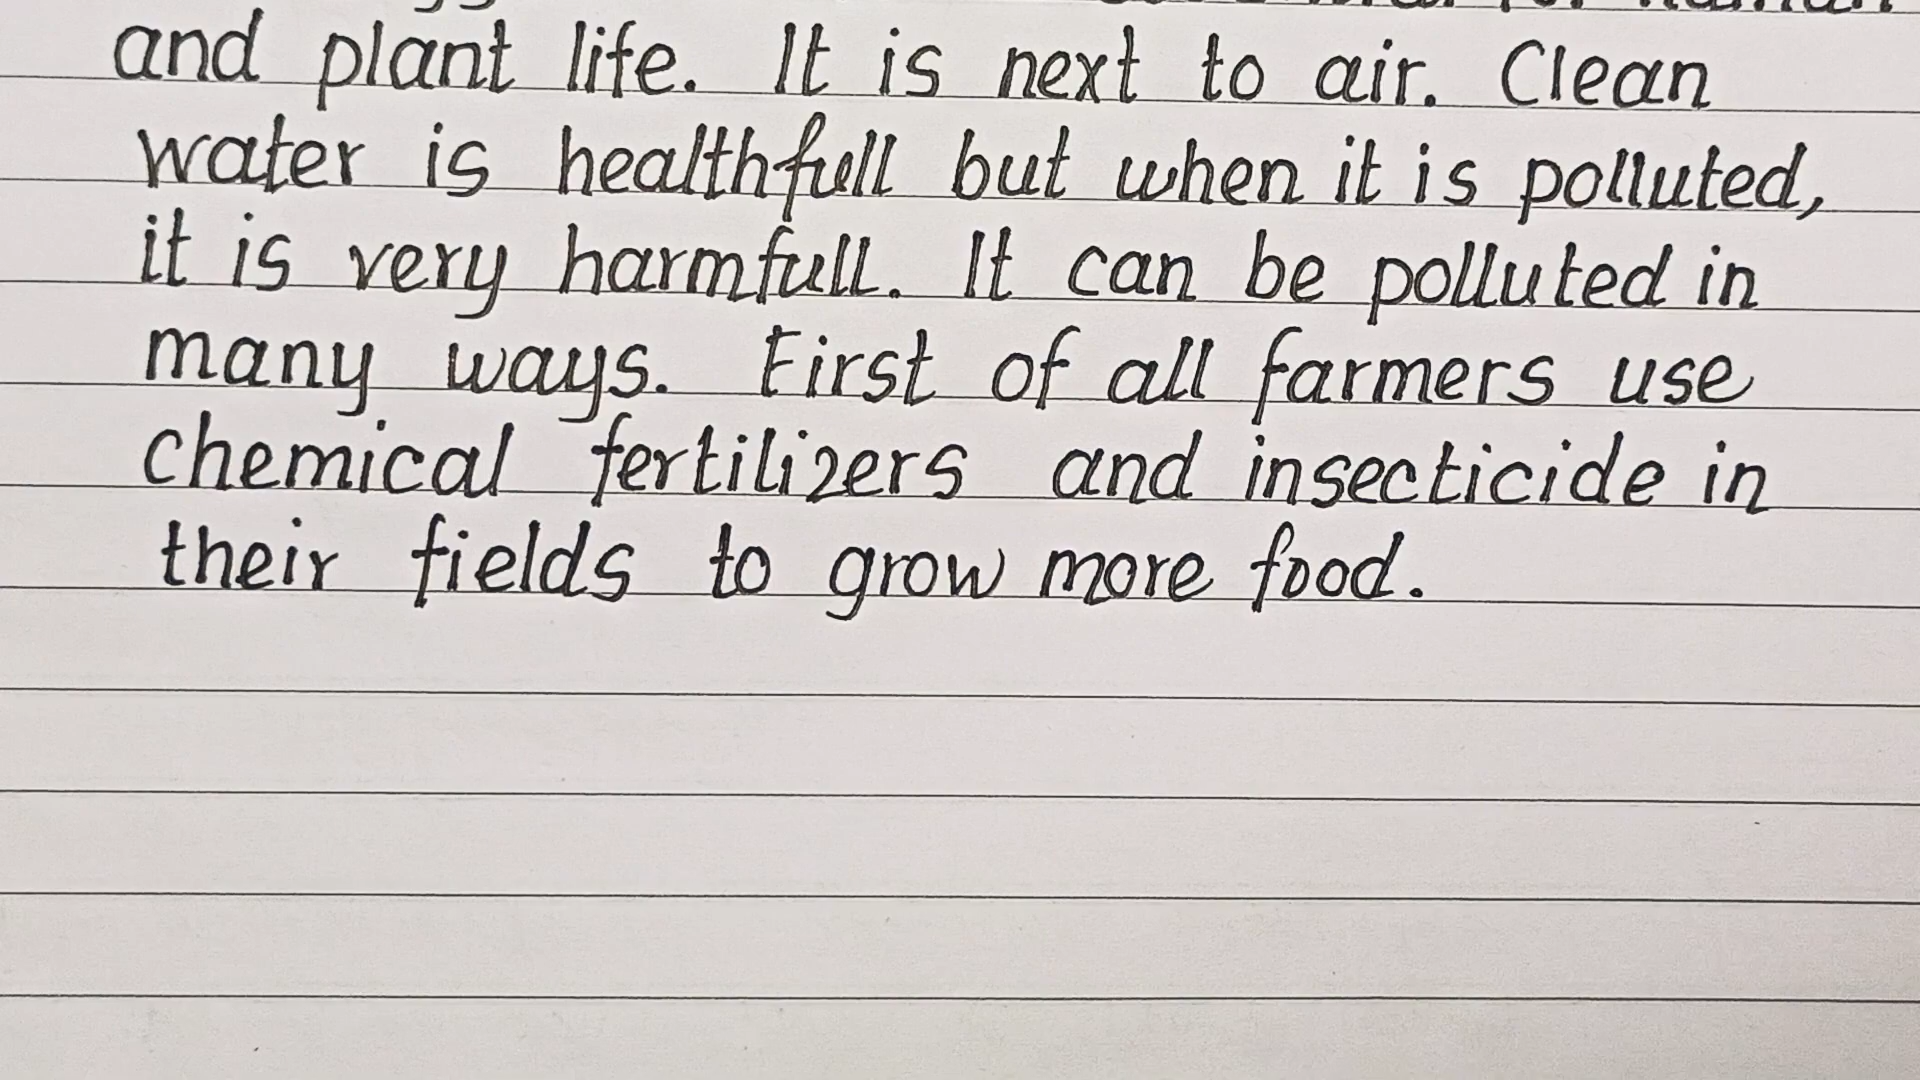 for human
and plant life. It is next to air. Clean
water is healthfull but when it is polluted,
it is very harmfull. It can be polluted in
many ways. First of all farmers use
chemical fertilizers and insecticide in
their fields to grow more food.